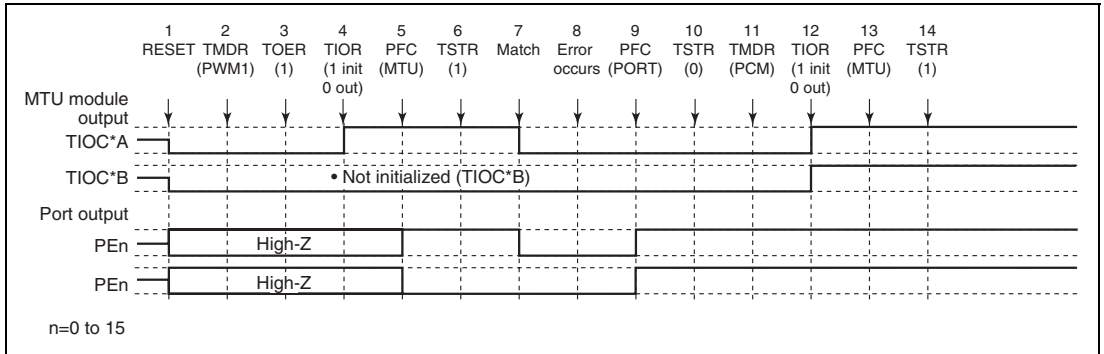 1 2 3 4 5 6 7 8 9 10 11 12 13 14
RESET TMDR TOER TIOR PFC TSTR Match Error PFC TSTR TMDR TIOR PFC TSTR
(PWM1) (1) (1 init (MTU) (1) occurs (PORT) (0) (PCM) (1 init (MTU) (1)
0 out) 0 out)
MTU module
output
TIOC*A
TIOC*B • Not initialized (TIOC*B)
Port output
PEn High-Z
PEn High-Z
n=0 to 15